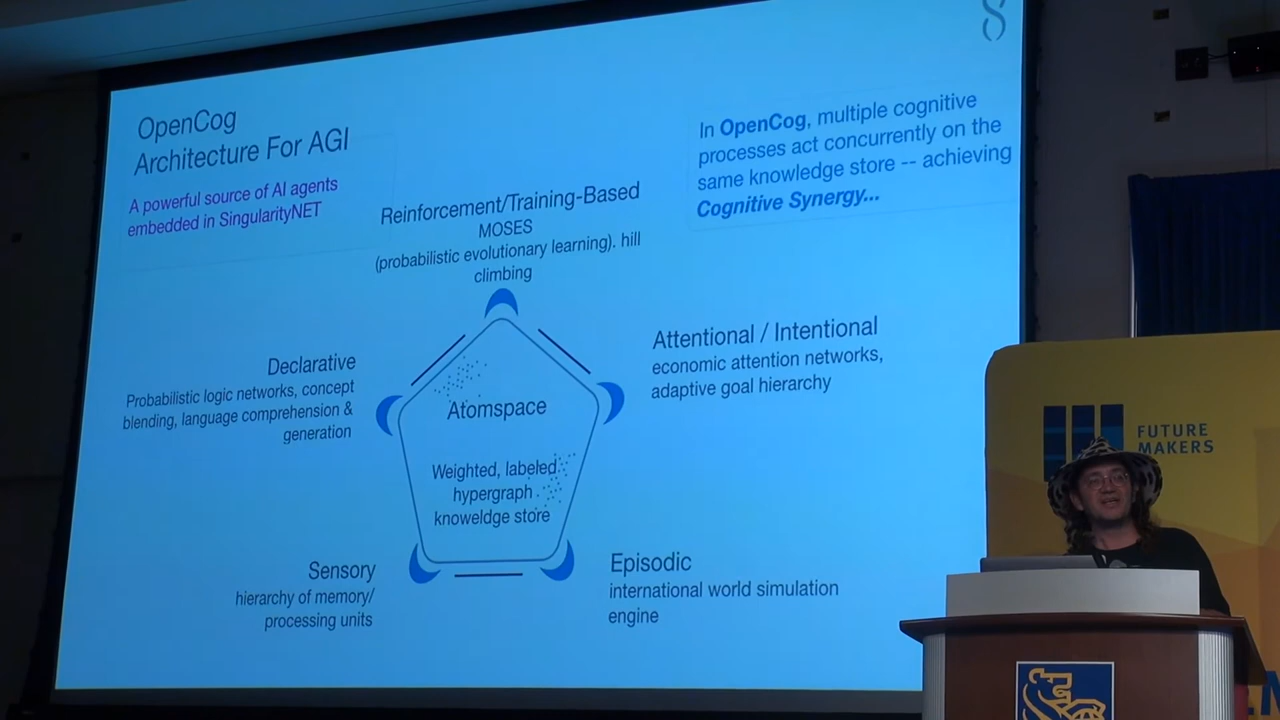 OpenCog
Architecture For AGI
A powerful source of AI agents
embedded in SingularityNET
In OpenCog, multiple cognitive
processes act concurrently on the
same knowledge store -- achieving
Cognitive Synergy...
Reinforcement/Training-Based
MOSES
(probabilistic evolutionary learning). hill
climbing
Declarative
Probabilistic logic networks, concept
blending, language comprehension &
generation
Attentional / Intentional
economic attention networks,
adaptive goal hierarchy
Atomspace
Weighted, labeled
hypergraph
knoweldge store
Sensory
hierarchy of memory/
processing units
Episodic
international world simulation
engine
FUTURE
MAKERS